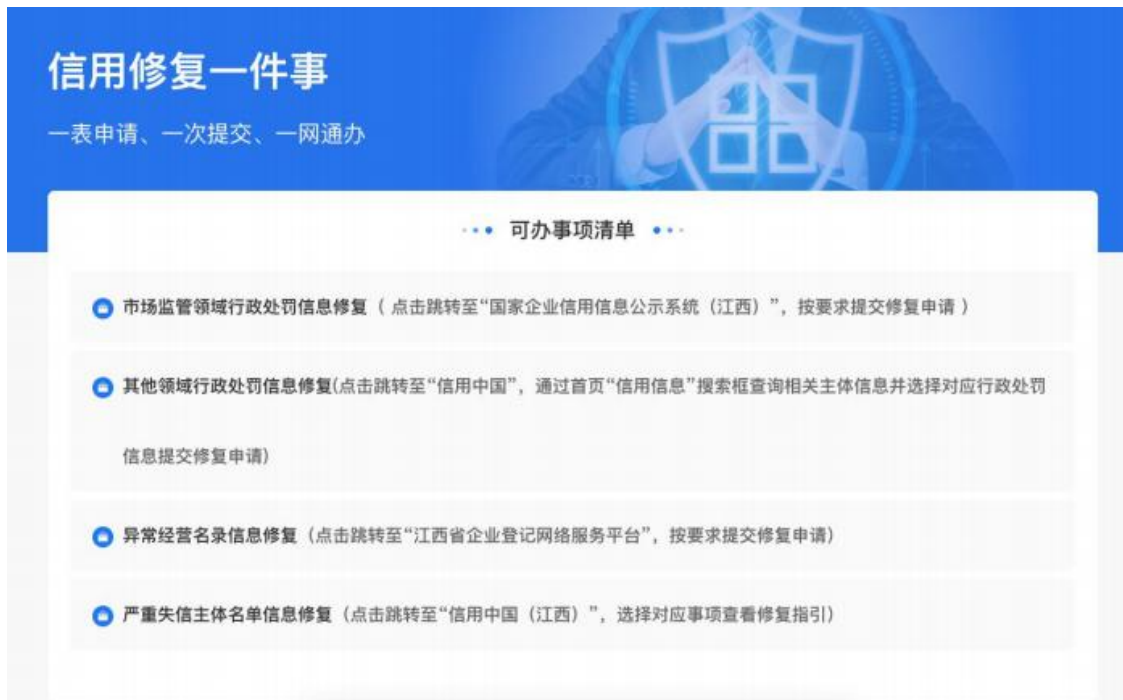 信用修复一件事
一表申请、一次提交、一网通办
可办事项清单
市场监管领域行政处罚信息修复（ 点击跳转至“国家企业信用信息公示系统（江西）”，按要求提交修复申请 ）
其他领域行政处罚信息修复(点击跳转至“信用中国”，通过首页“信用信息”搜索框查询相关主体信息并选择对应行政处罚
信息提交修复申请)
异常经营名录信息修复（点击跳转至“江西省企业登记网络服务平台”，按要求提交修复申请)
严重失信主体名单信息修复（点击跳转至“信用中国（江西）”，选择对应事项查看修复指引)